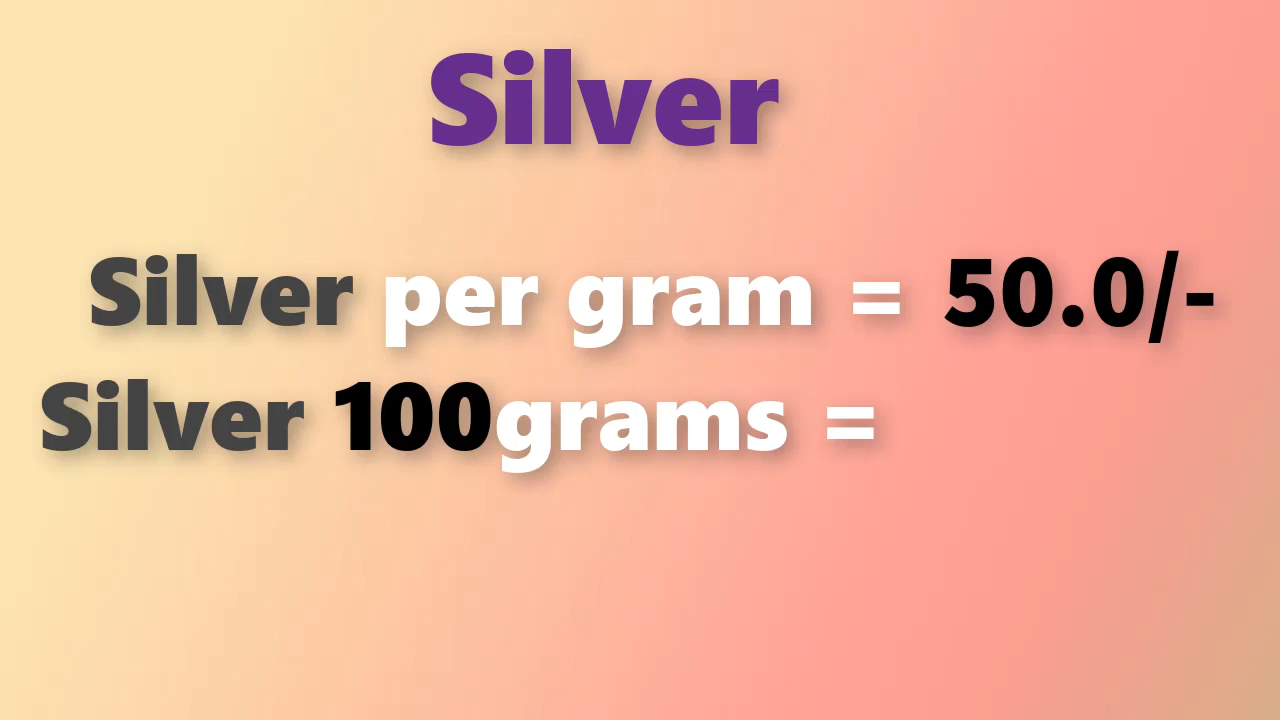 Silver
Silver per gram = 50.0/-
Silver 100grams =